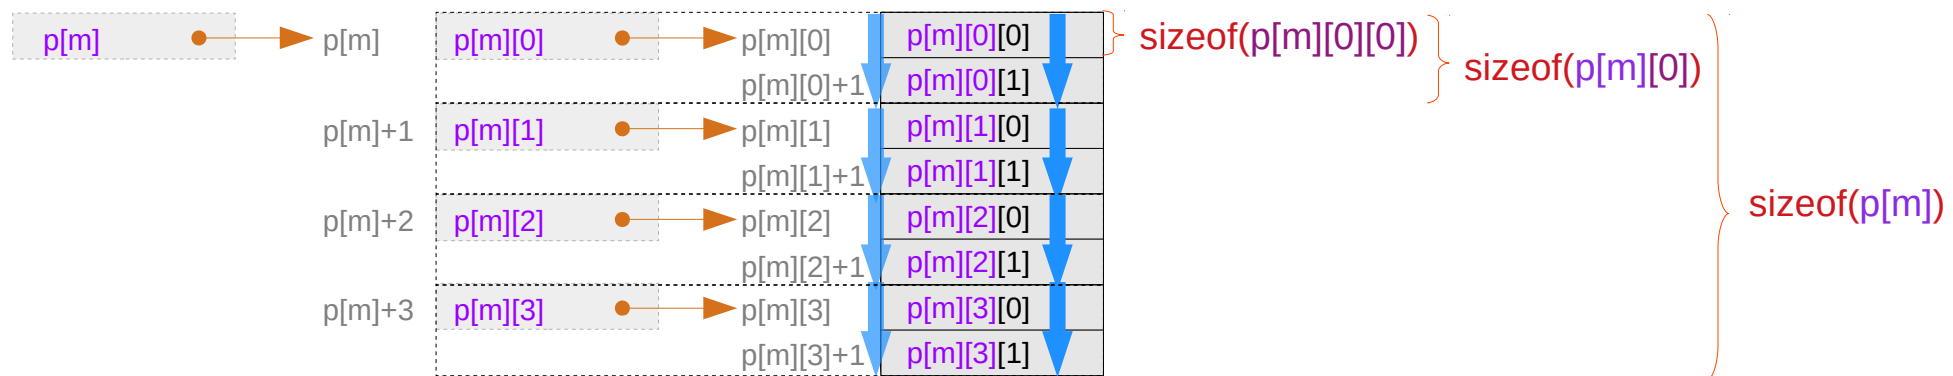 p[m] p[m] p[m][0] p[m][0] p[m][0][0] sizeof(p[m][0][0])
p[m][0]+1 p[m][0][1] sizeof(p[m][0])
p[m]+1 p[m][1] p[m][1] p[m][1][0]
p[m][1]+1 p[m][1][1]
p[m]+2 p[m][2] p[m][2] p[m][2][0] sizeof(p[m])
p[m][2]+1 p[m][2][1]
p[m]+3 p[m][3] p[m][3] p[m][3][0]
p[m][3]+1 p[m][3][1]